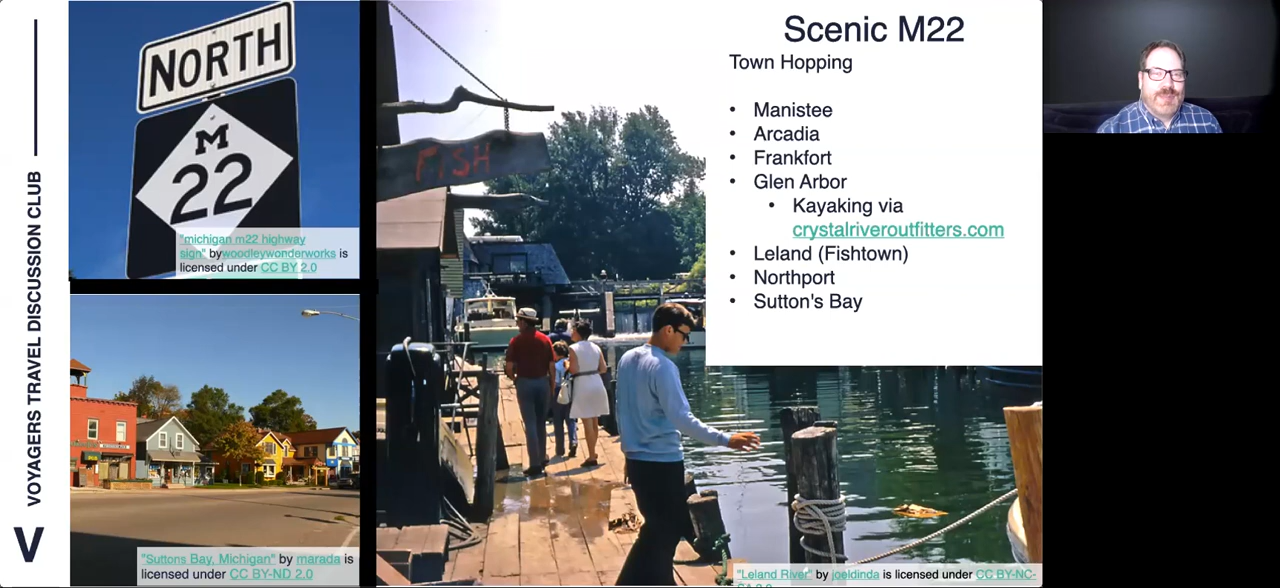 VOYAGERS TRAVEL DISCUSSION CLUB
V
NORTH
M
22
"michigan m22 highway
sign" by woodleywonderworks is
licensed under CC BY 2.0
"Suttons Bay, Michigan" by marada is
licensed under CC BY-ND 2.0
FISH
Scenic M22
Town Hopping
• Manistee
• Arcadia
• Frankfort
• Glen Arbor
• Kayaking via
crystalriveroutfitters.com
• Leland (Fishtown)
• Northport
• Sutton's Bay
"Leland River" by joeldinda is licensed under CC BY-NC-
SA 2.0